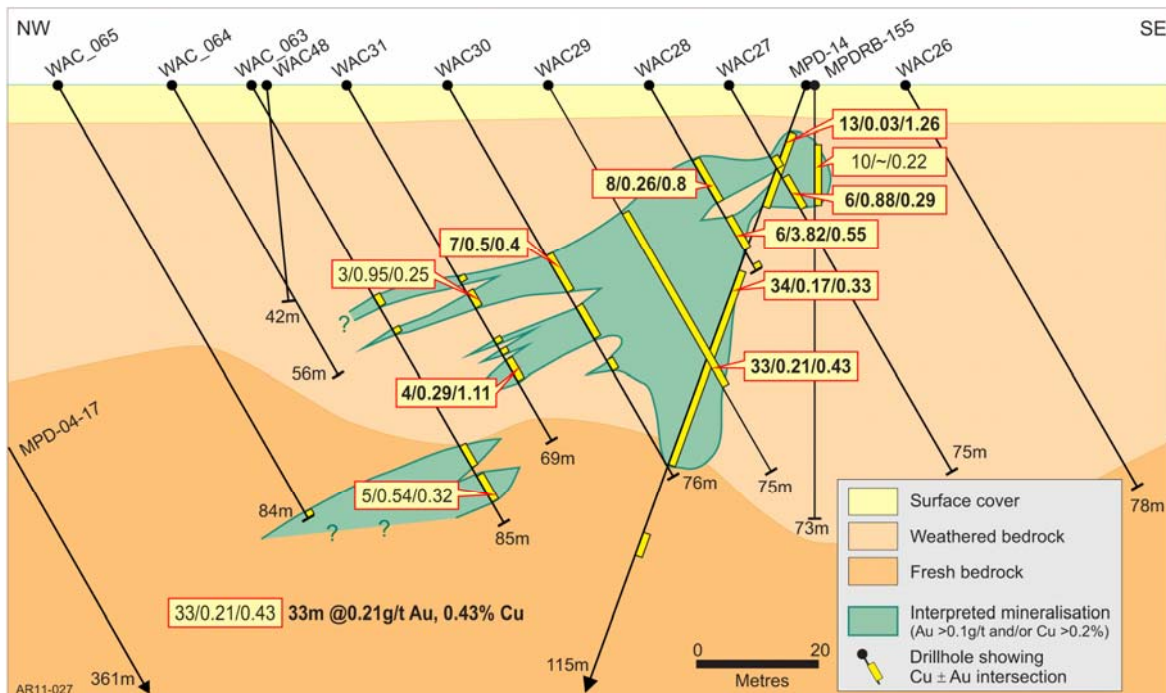 NW
SE
WAC_065
WAC_064
WAC_063
WAC48
WAC31
WAC30
WAC29
WAC28
WAC27
MPD-14
MPDRB-155
WAC26
13/0.03/1.26
10/~/0.22
8/0.26/0.8
6/0.88/0.29
6/3.82/0.55
7/0.5/0.4
3/0.95/0.25
34/0.17/0.33
42m
?
33/0.21/0.43
56m
4/0.29/1.11
MPD-04-17
69m
75m
76m
75m
78m
5/0.54/0.32
84m
73m
? ?
85m
Surface cover
Weathered bedrock
Fresh bedrock
Interpreted mineralisation
(Au >0.1g/t and/or Cu >0.2%)
Drillhole showing
Cu ± Au intersection
33/0.21/0.43 33m @0.21g/t Au, 0.43% Cu
0 20
Metres
115m
361m
AR11-027